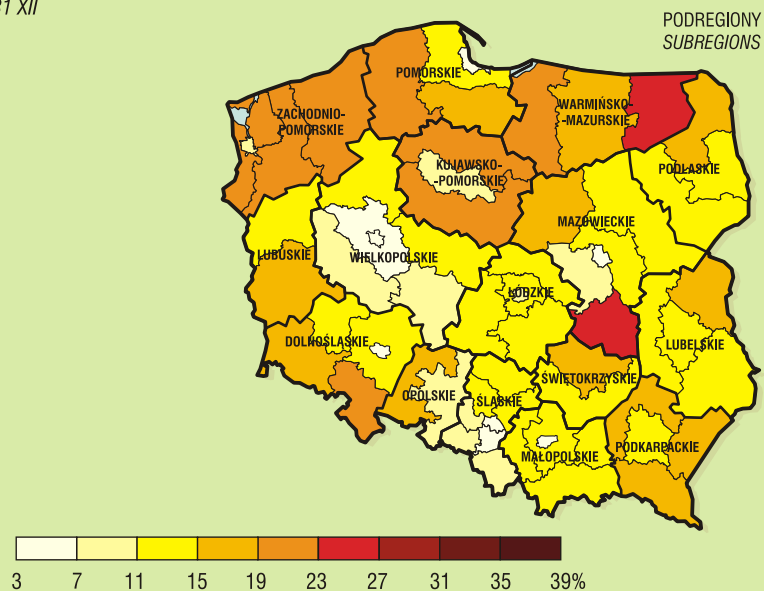 31 XII
PODREGIONY
SUBREGIONS
POMORSKIE
ZACHODNIO-
-POMORSKIE
WARMIŃSKO-
-MAZURSKIE
KUJAWSKO-
-POMORSKIE
PODLASKIE
MAZOWIECKIE
LUBUSKIE
WIELKOPOLSKIE
ŁÓDZKIE
DOLNOŚLĄSKIE
LUBELSKIE
ŚWIĘTOKRZYSKIE
OPOLSKIE
ŚLĄSKIE
PODKARPACKIE
MAŁOPOLSKIE
3 7 11 15 19 23 27 31 35 39%